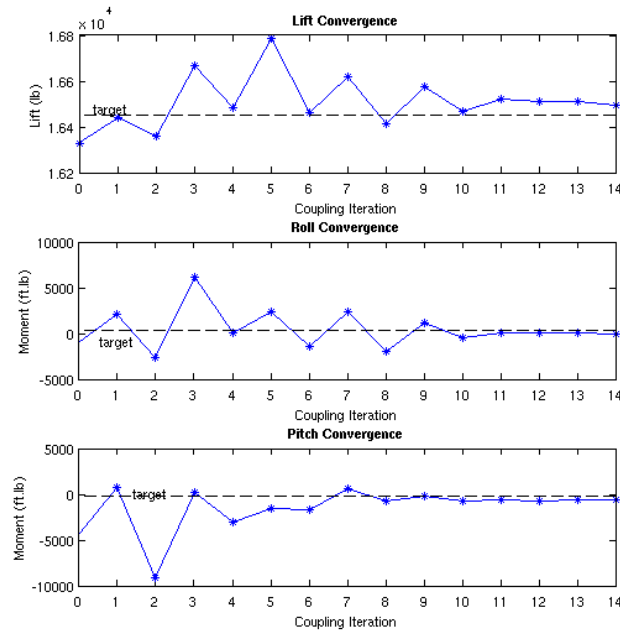 × 10⁴
Lift Convergence
1.68
1.66
1.64
1.62
Lift (lb)
target
0 1 2 3 4 5 6 7 8 9 10 11 12 13 14
Coupling Iteration
Roll Convergence
10000
5000
0
-5000
Moment (ft.lb)
target
0 1 2 3 4 5 6 7 8 9 10 11 12 13 14
Coupling Iteration
Pitch Convergence
5000
0
-5000
-10000
Moment (ft.lb)
target
0 1 2 3 4 5 6 7 8 9 10 11 12 13 14
Coupling Iteration